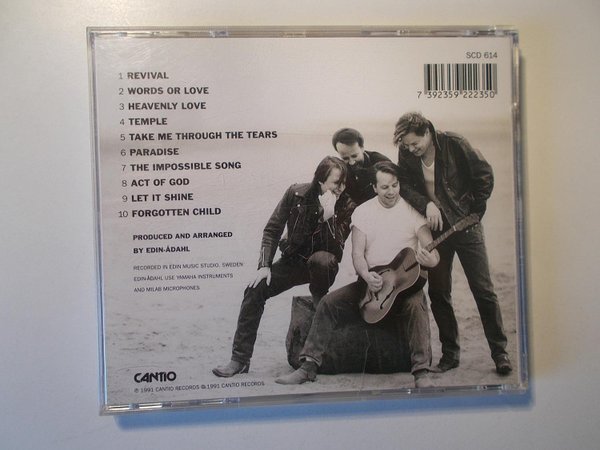 SCD 614
7 392359 222350
1 REVIVAL
2 WORDS OR LOVE
3 HEAVENLY LOVE
4 TEMPLE
5 TAKE ME THROUGH THE TEARS
6 PARADISE
7 THE IMPOSSIBLE SONG
8 ACT OF GOD
9 LET IT SHINE
10 FORGOTTEN CHILD
PRODUCED AND ARRANGED
BY EDIN-ÅDAHL
RECORDED IN EDIN MUSIC STUDIO, SWEDEN
EDIN-ÅDAHL USE YAMAHA INSTRUMENTS
AND MILAB MICROPHONES
CANTIO
℗ 1991 CANTIO RECORDS © 1991 CANTIO RECORDS